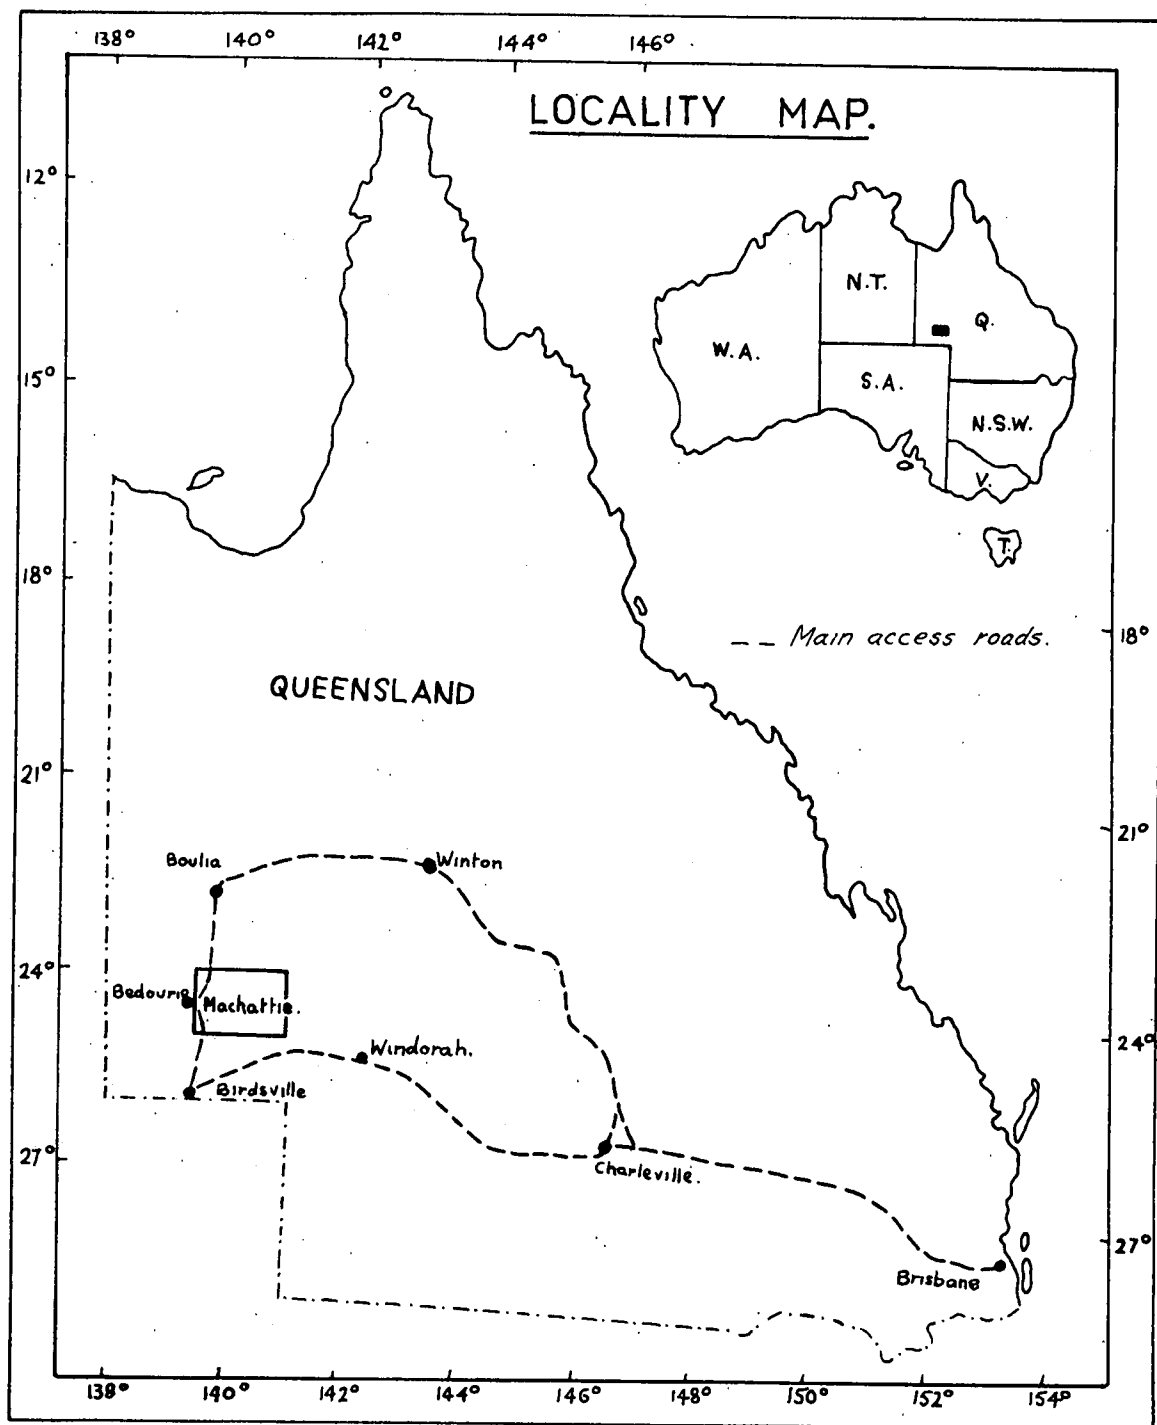 138° 140° 142° 144° 146°
LOCALITY MAP.
12°
N.T.
Q.
W.A.
15°
S.A.
N.S.W.
V.
T.
18°
-- Main access roads. 18°
QUEENSLAND
21°
21°
Boulia Winton
24°
Bedourie Machattie.
24°
Windorah.
Birdsville
27°
Charleville.
27°
Brisbane
138° 140° 142° 144° 146° 148° 150° 152° 154°